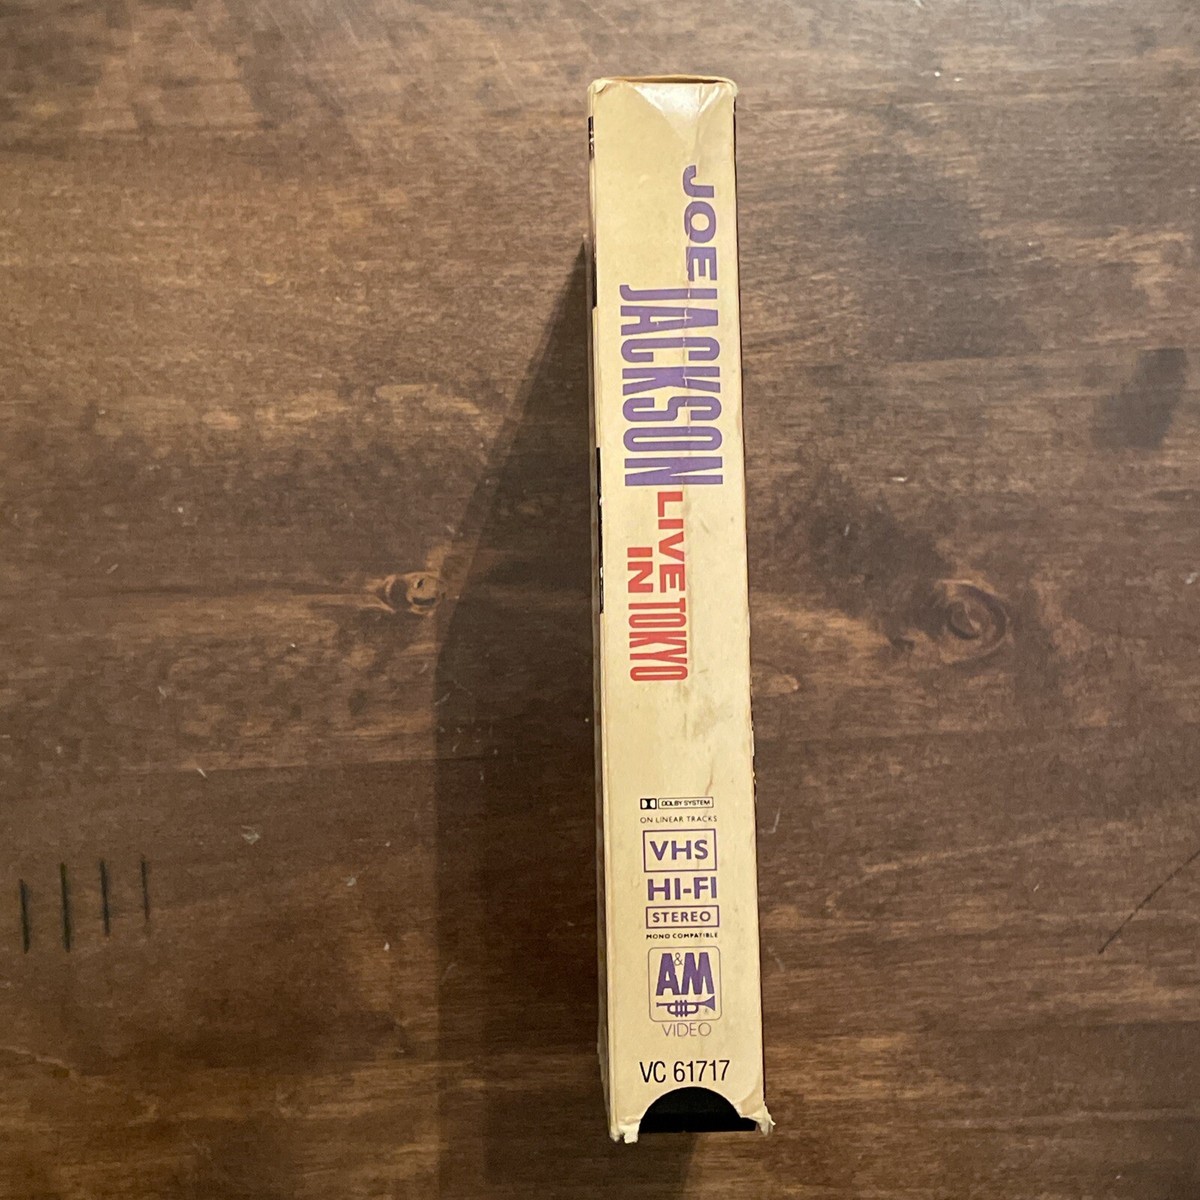 JOE
JACKSON
LIVE
IN
TOKYO
DOLBY SYSTEM
ON LINEAR TRACKS
VHS
HI-FI
STEREO
MONO COMPATIBLE
A&M
VIDEO
VC 61717